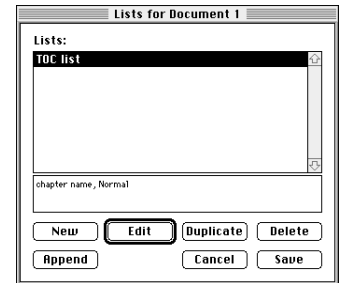 Lists for Document 1
Lists:
TOC list
chapter name, Normal
New Edit Duplicate Delete
Append Cancel Save